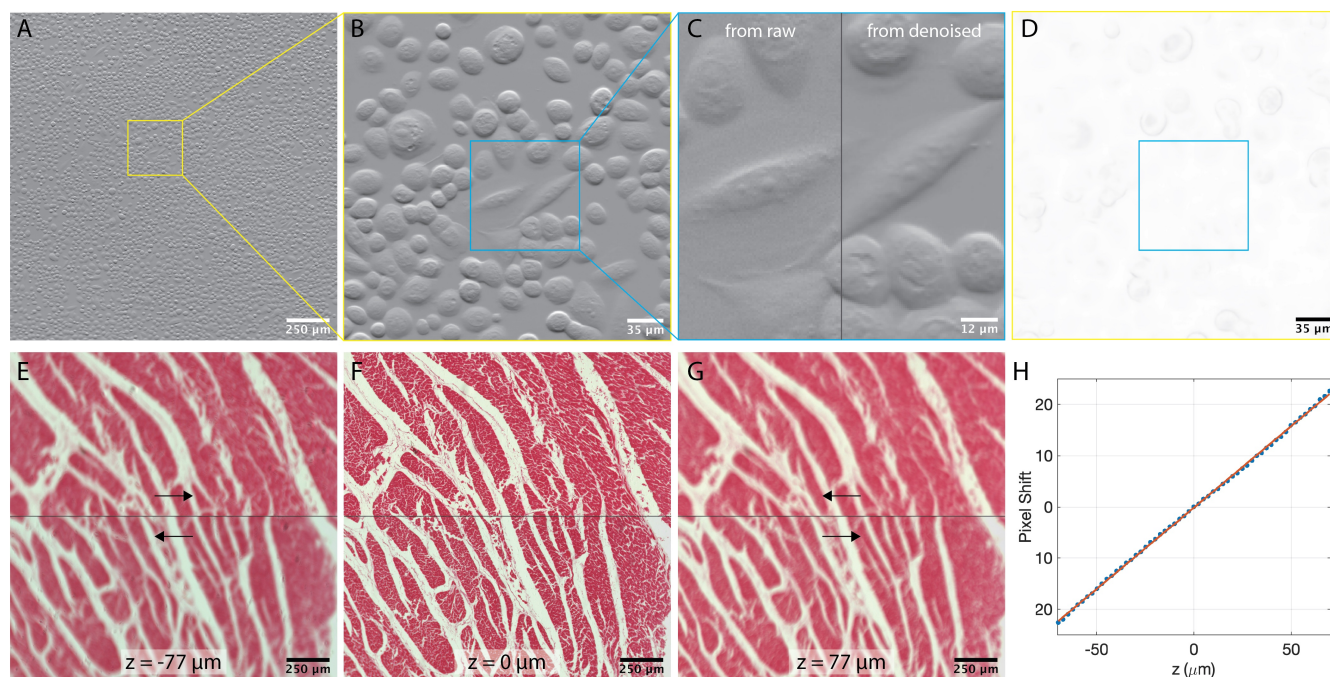 A
250 µm
B
35 µm
C
from raw
from denoised
12 µm
D
35 µm
E
z = -77 µm
250 µm
F
z = 0 µm
250 µm
G
z = 77 µm
250 µm
H
Pixel Shift
20
10
0
10
20
-50
0
50
z (μm)